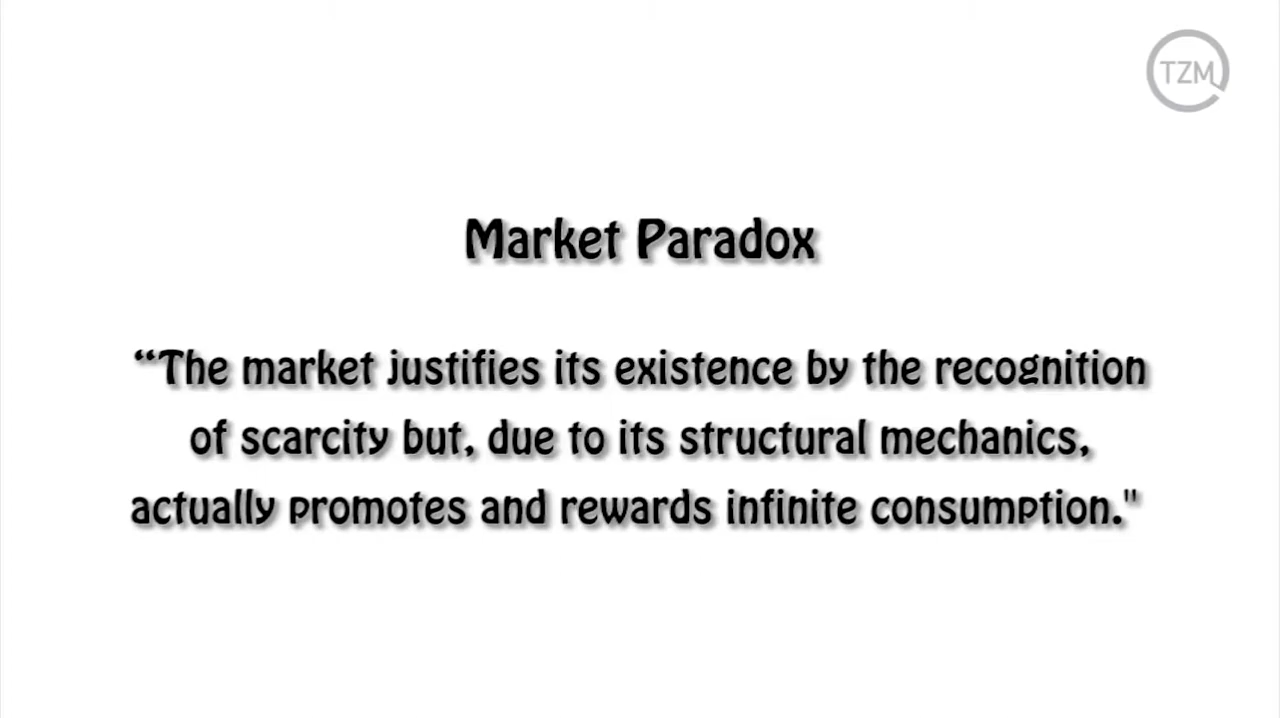 TZM
Market Paradox
“The market justifies its existence by the recognition
of scarcity but, due to its structural mechanics,
actually promotes and rewards infinite consumption."